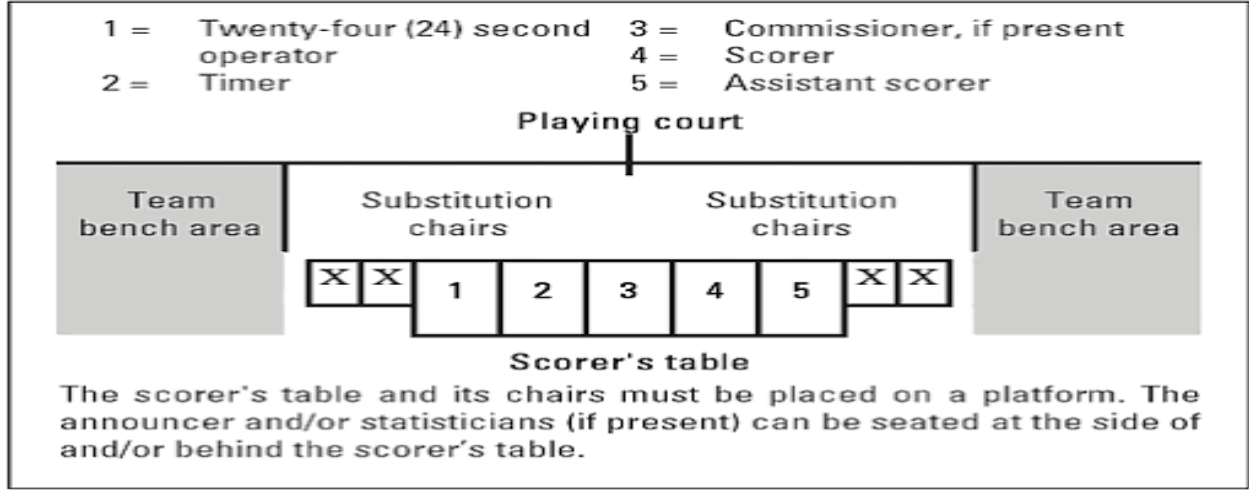 1 = Twenty-four (24) second 3 = Commissioner, if present
operator 4 = Scorer
2 = Timer 5 = Assistant scorer
Playing court
Team Substitution Substitution Team
bench area chairs chairs bench area
X X 1 2 3 4 5 X X
Scorer's table
The scorer's table and its chairs must be placed on a platform. The
announcer and/or statisticians (if present) can be seated at the side of
and/or behind the scorer's table.